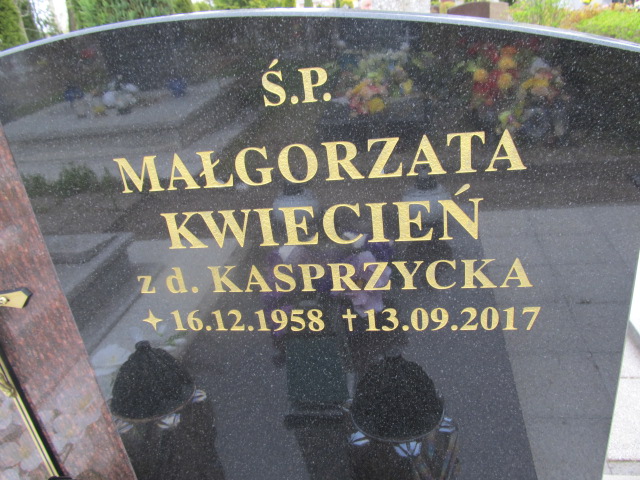 Ś.P.
MAŁGORZATA
KWIECIEŃ
z d. KASPRZYCKA
✦16.12.1958 ✝13.09.2017